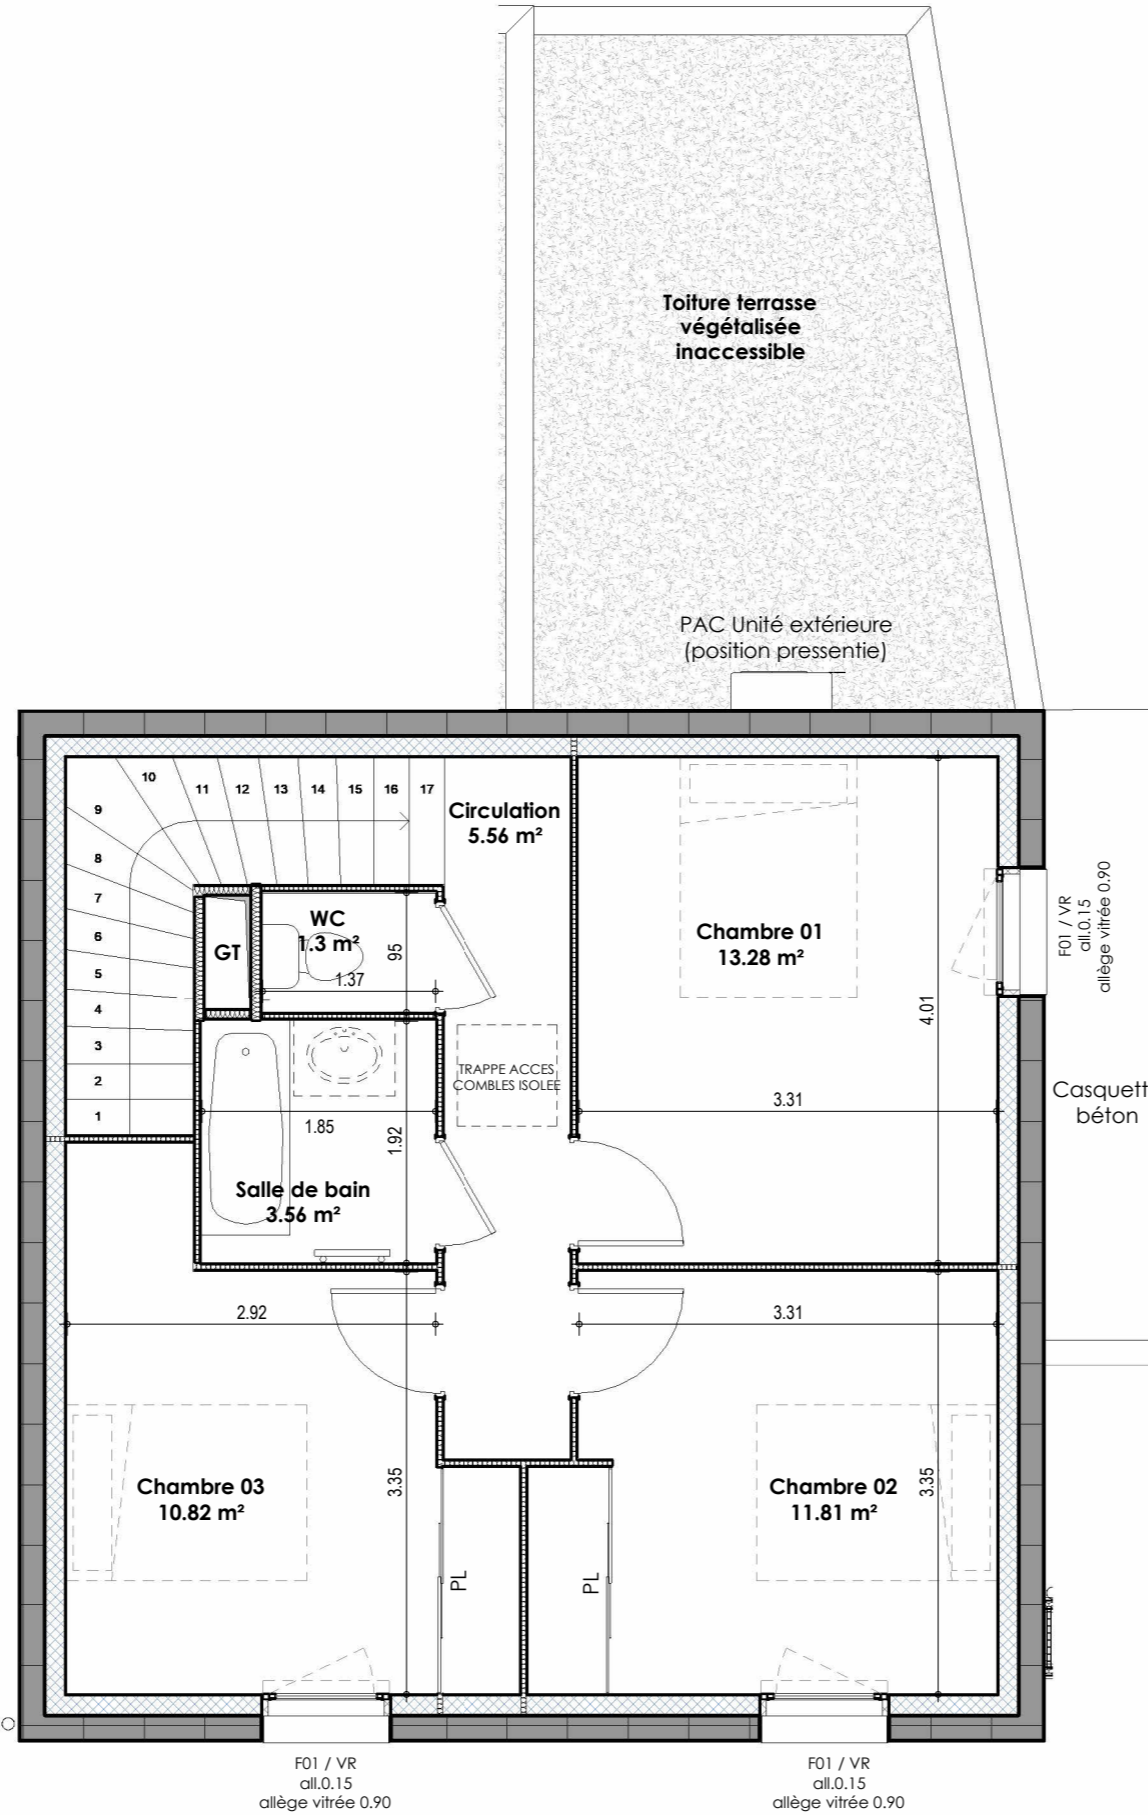 Toiture terrasse
végétalisée
inaccessible
PAC Unité extérieure
(position pressentie)
10
11
12
13
14
15
16
17
9
8
7
6
5
4
3
2
1
Circulation
5.56 m²
WC
1.3 m²
GT
95
1.37
Chambre 01
13.28 m²
4.01
3.31
F01 / VR
all.0.15
allège vitrée 0.90
TRAPPE ACCES
COMBLES ISOLEE
Casquett
béton
1.85
1.92
Salle de bain
3.56 m²
2.92
3.31
Chambre 03
10.82 m²
3.35
Chambre 02
11.81 m²
3.35
PL
PL
F01 / VR
all.0.15
allège vitrée 0.90
F01 / VR
all.0.15
allège vitrée 0.90